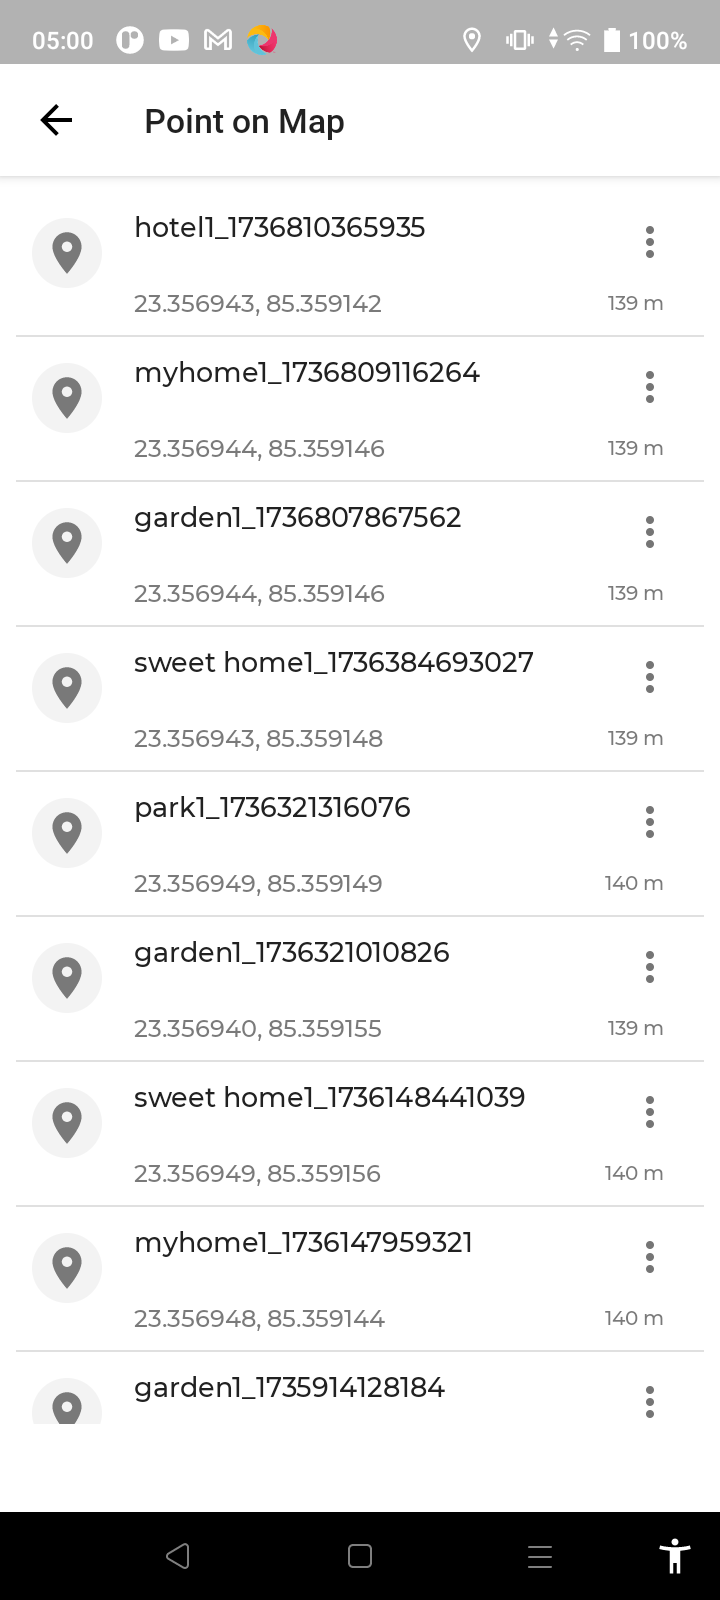 05:00
100%
Point on Map
hotel1_1736810365935
23.356943, 85.359142
139 m
myhome1_1736809116264
23.356944, 85.359146
139 m
garden1_1736807867562
23.356944, 85.359146
139 m
sweet home1_1736384693027
23.356943, 85.359148
139 m
park1_1736321316076
23.356949, 85.359149
140 m
garden1_1736321010826
23.356940, 85.359155
139 m
sweet home1_1736148441039
23.356949, 85.359156
140 m
myhome1_1736147959321
23.356948, 85.359144
140 m
garden1_1735914128184